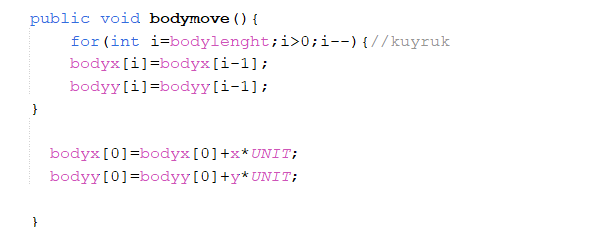 public void bodymove(){
for(int i=bodylenght;i>0;i--){//kuyruk
bodyx[i]=bodyx[i-1];
bodyy[i]=bodyy[i-1];
}
bodyx[0]=bodyx[0]+x*UNIT;
bodyy[0]=bodyy[0]+y*UNIT;
}